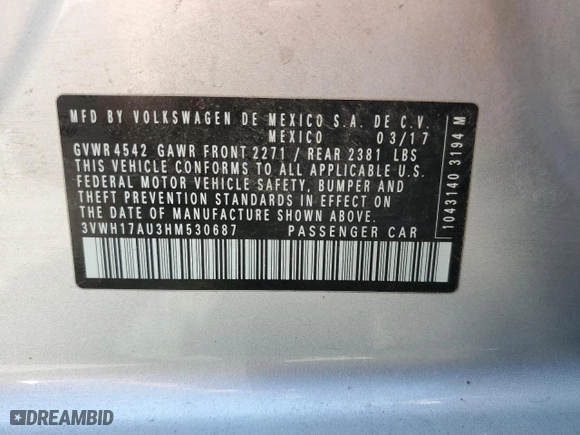 MFD BY VOLKSWAGEN DE MEXICO S.A. DE C.V.
MEXICO 03/17
GVWR 4542 GAWR FRONT 2271 / REAR 2381 LBS
THIS VEHICLE CONFORMS TO ALL APPLICABLE U.S.
FEDERAL MOTOR VEHICLE SAFETY, BUMPER AND
THEFT PREVENTION STANDARDS IN EFFECT ON
THE DATE OF MANUFACTURE SHOWN ABOVE.
3VWH17AU3HM530687 PASSENGER CAR
1043140 3194 M
DREAMBID